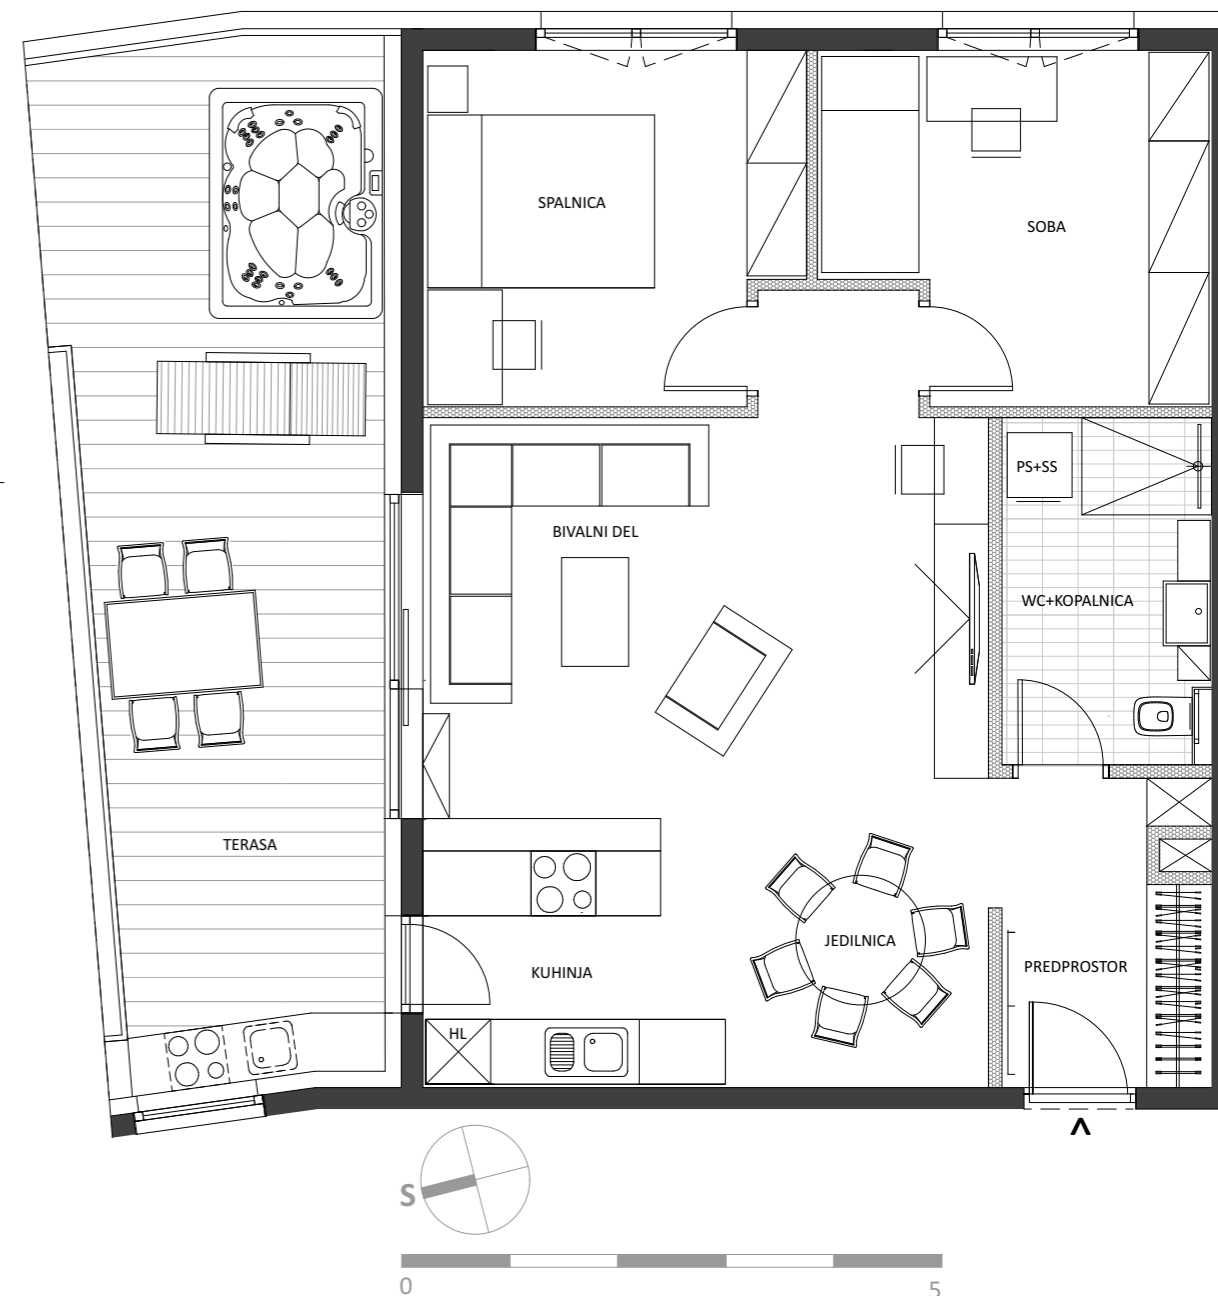 SPALNICA
SOBA
PS+SS
BIVALNI DEL
WC+KOPALNICA
TERASA
JEDILNICA
KUHINJA
PREDPROSTOR
HL
S
0 5